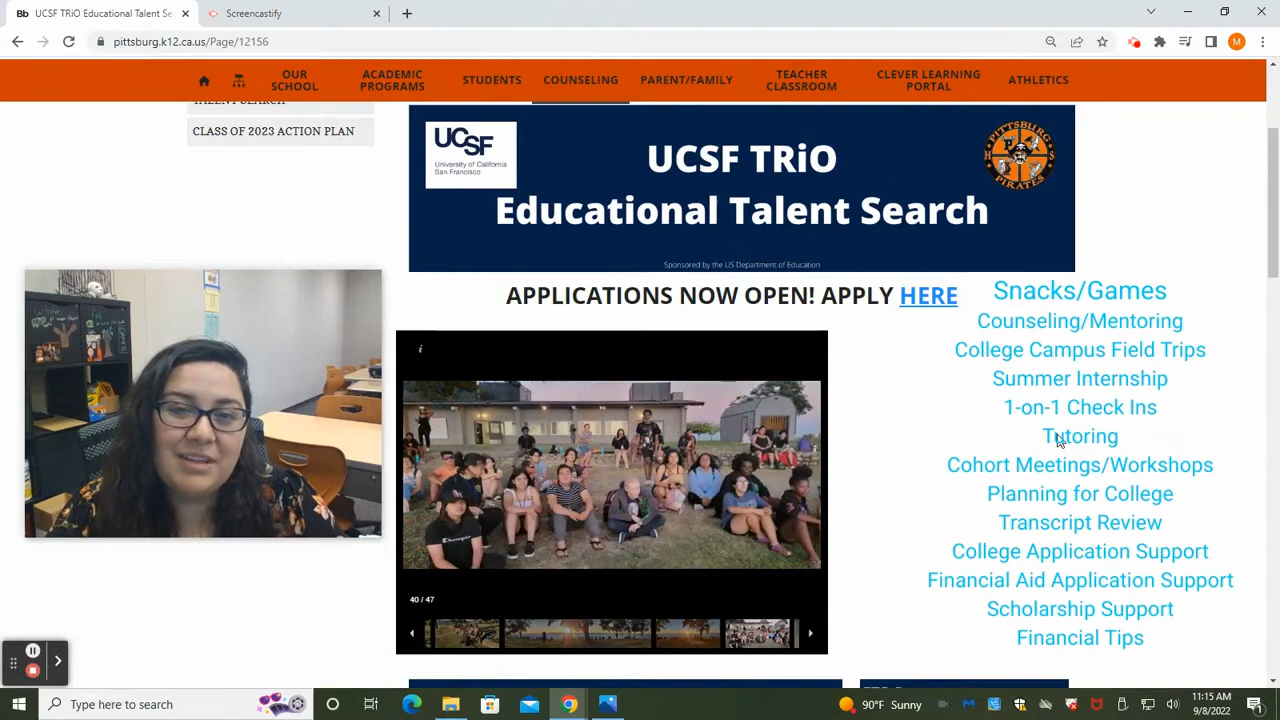 UCSF TRiO Educational Talent Se
Screencastify
pittsburg.k12.ca.us/Page/12156
M
OUR SCHOOL
ACADEMIC PROGRAMS
STUDENTS
COUNSELING
PARENT/FAMILY
TEACHER CLASSROOM
CLEVER LEARNING PORTAL
ATHLETICS
TALENT SEARCH
CLASS OF 2023 ACTION PLAN
UCSF
University of California
San Francisco
UCSF TRiO
Educational Talent Search
PITTSBURG
H S
PIRATES
Sponsored by the US Department of Education
APPLICATIONS NOW OPEN! APPLY HERE
Snacks/Games
Counseling/Mentoring
College Campus Field Trips
Summer Internship
1-on-1 Check Ins
Tutoring
Cohort Meetings/Workshops
Planning for College
Transcript Review
College Application Support
Financial Aid Application Support
Scholarship Support
Financial Tips
i
40 / 47
Type here to search
90°F Sunny
11:15 AM
9/8/2022